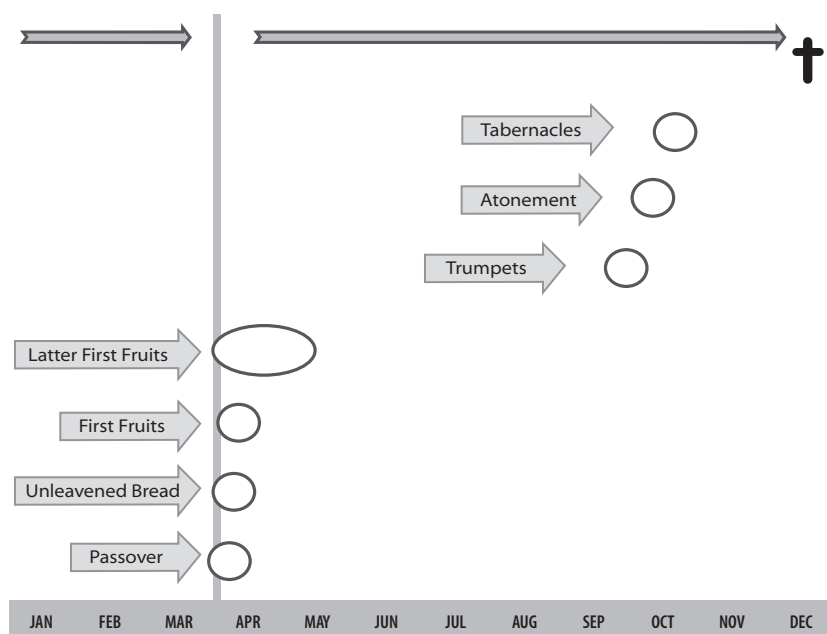 Tabernacles
Atonement
Trumpets
Latter First Fruits
First Fruits
Unleavened Bread
Passover
JAN FEB MAR APR MAY JUN JUL AUG SEP OCT NOV DEC